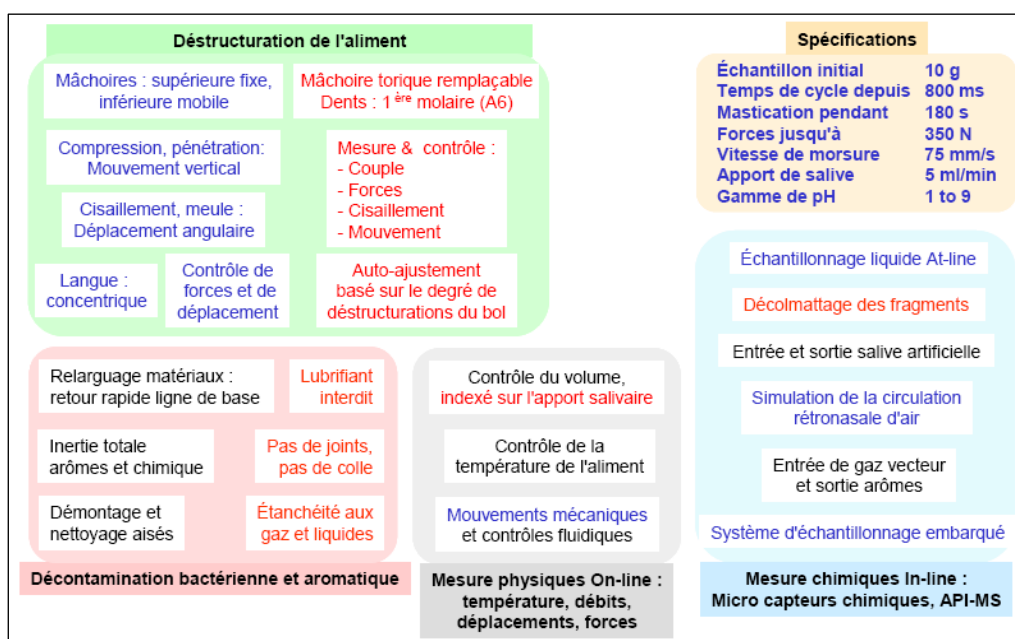 Déstructuration de l'aliment
Mâchoires : supérieure fixe,
inférieure mobile
Mâchoire torique remplaçable
Dents : 1 ère molaire (A6)
Compression, pénétration:
Mouvement vertical
Mesure & contrôle :
- Couple
- Forces
- Cisaillement
- Mouvement
Cisaillement, meule :
Déplacement angulaire
Langue :
concentrique
Contrôle de
forces et de
déplacement
Auto-ajustement
basé sur le degré de
déstructurations du bol
Spécifications
Échantillon initial 10 g
Temps de cycle depuis 800 ms
Mastication pendant 180 s
Forces jusqu'à 350 N
Vitesse de morsure 75 mm/s
Apport de salive 5 ml/min
Gamme de pH 1 to 9
Relarguage matériaux :
retour rapide ligne de base
Lubrifiant
interdit
Inertie totale
arômes et chimique
Pas de joints,
pas de colle
Démontage et
nettoyage aisés
Étanchéité aux
gaz et liquides
Décontamination bactérienne et aromatique
Contrôle du volume,
indexé sur l'apport salivaire
Contrôle de la
température de l'aliment
Mouvements mécaniques
et contrôles fluidiques
Mesure physiques On-line :
température, débits,
déplacements, forces
Échantillonnage liquide At-line
Décolmattage des fragments
Entrée et sortie salive artificielle
Simulation de la circulation
rétronasale d'air
Entrée de gaz vecteur
et sortie arômes
Système d'échantillonnage embarqué
Mesure chimiques In-line :
Micro capteurs chimiques, API-MS